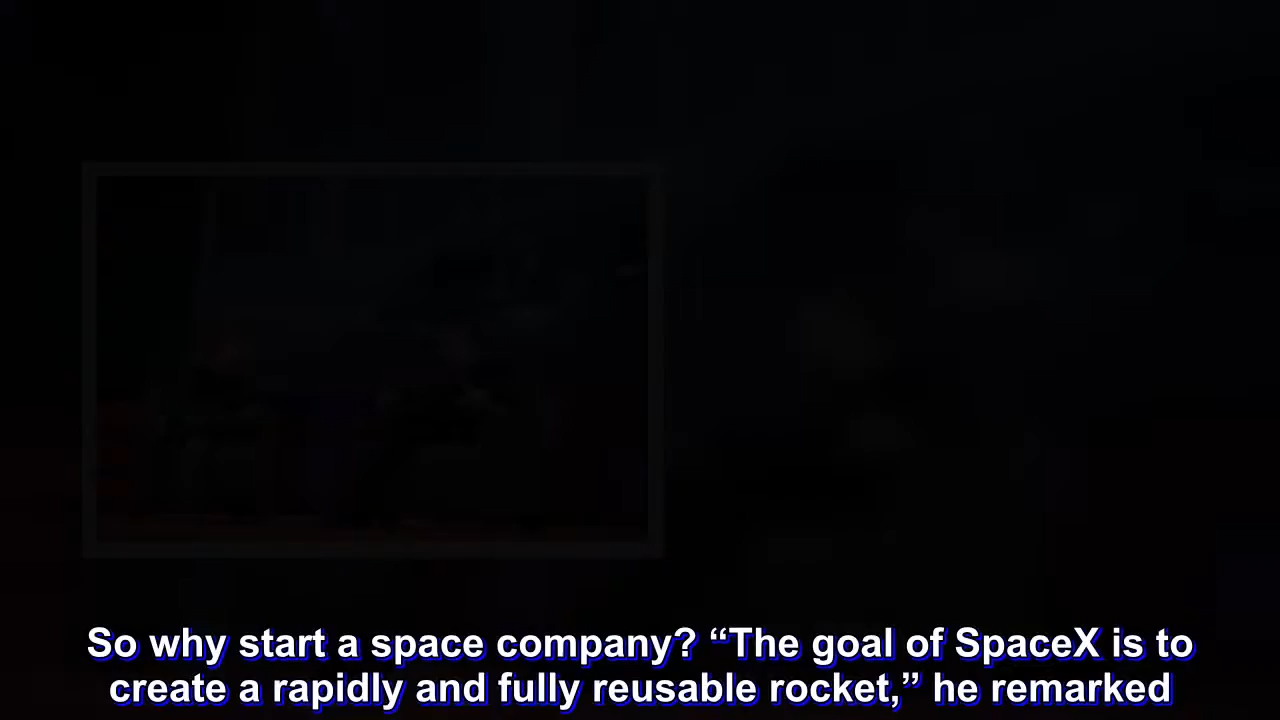 So why start a space company? “The goal of SpaceX is to
create a rapidly and fully reusable rocket,” he remarked